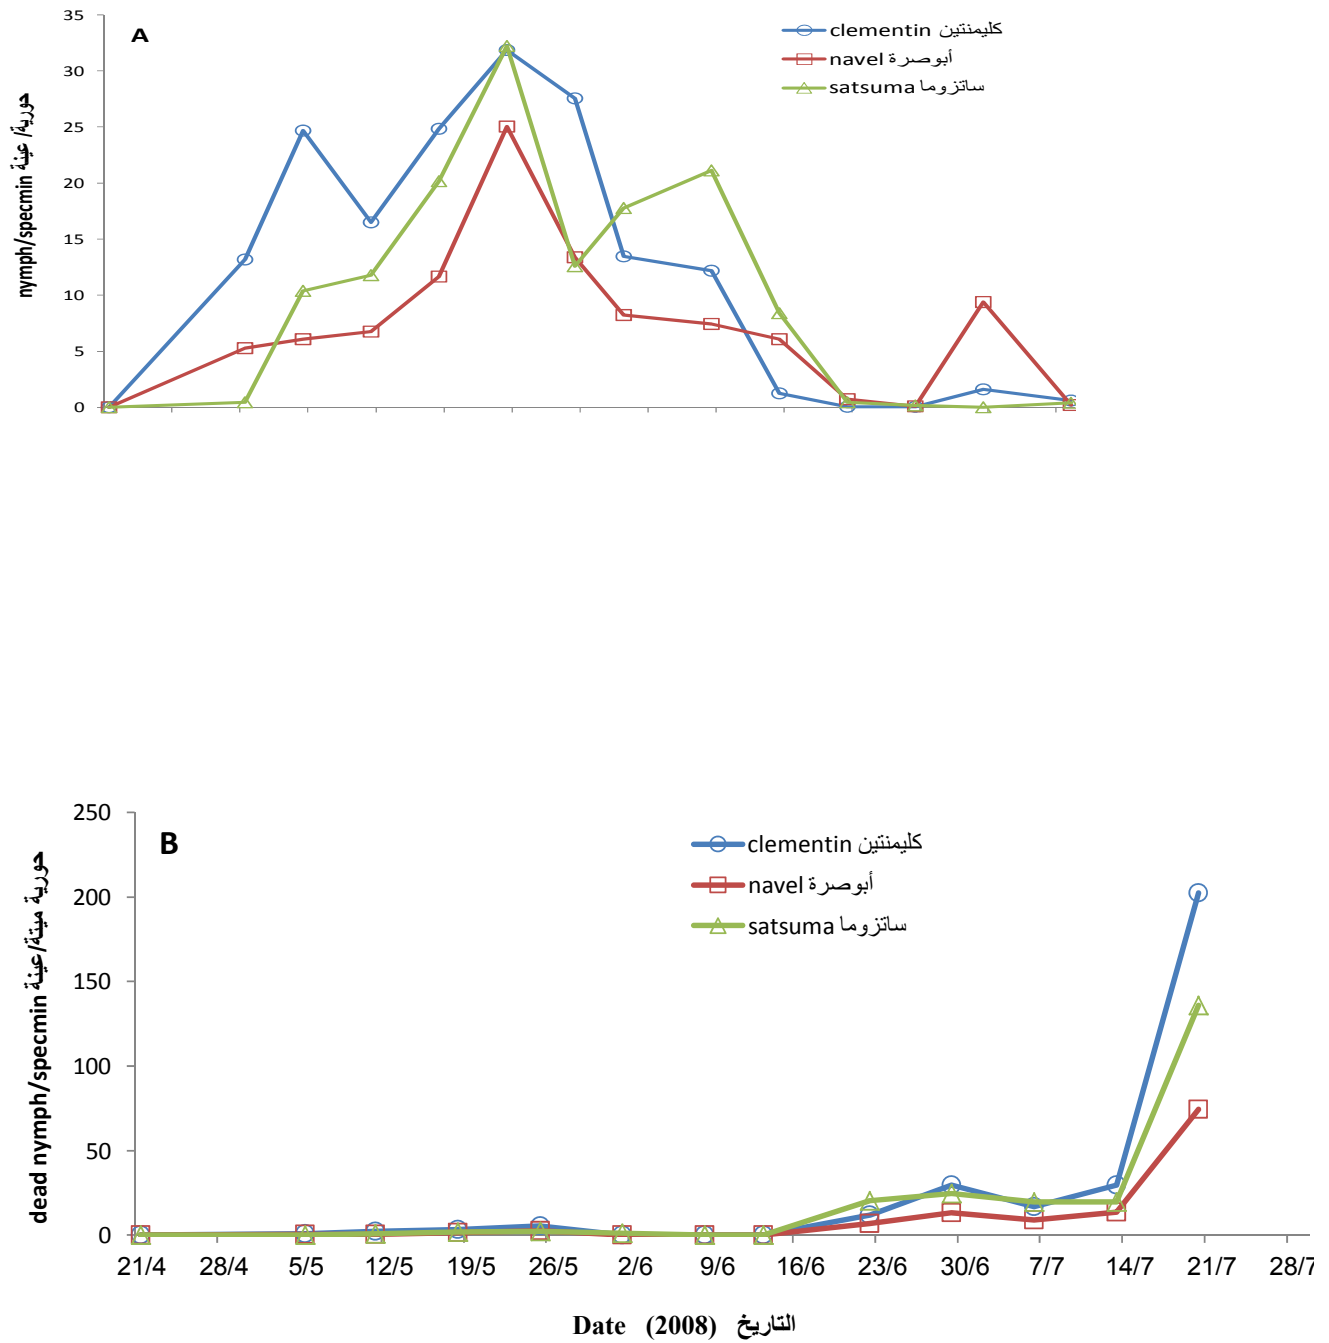 A
clementin كليمنتين
navel أبوصرة
satsuma ساتزوما
nymph/specmin حورية/عينة
35
30
25
20
15
10
5
0
B
clementin كليمنتين
navel أبوصرة
satsuma ساتزوما
dead nymph/specmin حورية ميتة/عينة
250
200
150
100
50
0
21/4 28/4 5/5 12/5 19/5 26/5 2/6 9/6 16/6 23/6 30/6 7/7 14/7 21/7 28/7
Date (2008) التاريخ